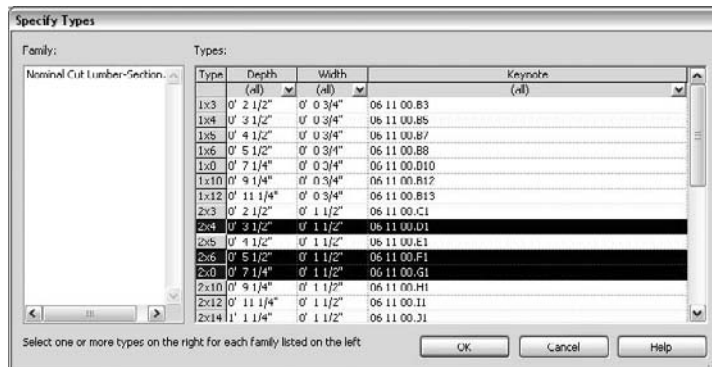 Specify Types
Family: Types:
Nominal Cut Lumber-Section.
Type Depth Width Keynote
(all) (all) (all)
1x3 0' 2 1/2" 0' 0 3/4" 06 11 00.B3
1x4 0' 3 1/2" 0' 0 3/4" 06 11 00.B5
1x5 0' 4 1/2" 0' 0 3/4" 06 11 00.B7
1x6 0' 5 1/2" 0' 0 3/4" 06 11 00.B8
1x8 0' 7 1/4" 0' 0 3/4" 06 11 00.D10
1x10 0' 9 1/4" 0' 0 3/4" 06 11 00.B12
1x12 0' 11 1/4" 0' 0 3/4" 06 11 00.B13
2x3 0' 2 1/2" 0' 1 1/2" 06 11 00.C1
2x4 0' 3 1/2" 0' 1 1/2" 06 11 00.D1
2x5 0' 4 1/2" 0' 1 1/2" 06 11 00.E1
2x6 0' 5 1/2" 0' 1 1/2" 06 11 00.F1
2x8 0' 7 1/4" 0' 1 1/2" 06 11 00.G1
2x10 0' 9 1/4" 0' 1 1/2" 06 11 00.H1
2x12 0' 11 1/4" 0' 1 1/2" 06 11 00.I1
2x14 1' 1 1/4" 0' 1 1/2" 06 11 00.J1
Select one or more types on the right for each family listed on the left OK Cancel Help